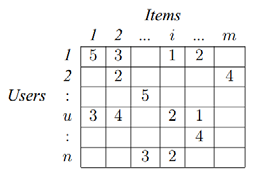 Items
1 2 ... i ... m
1 5 3 1 2
2 2 4
Users : 5
u 3 4 2 1
: 4
n 3 2